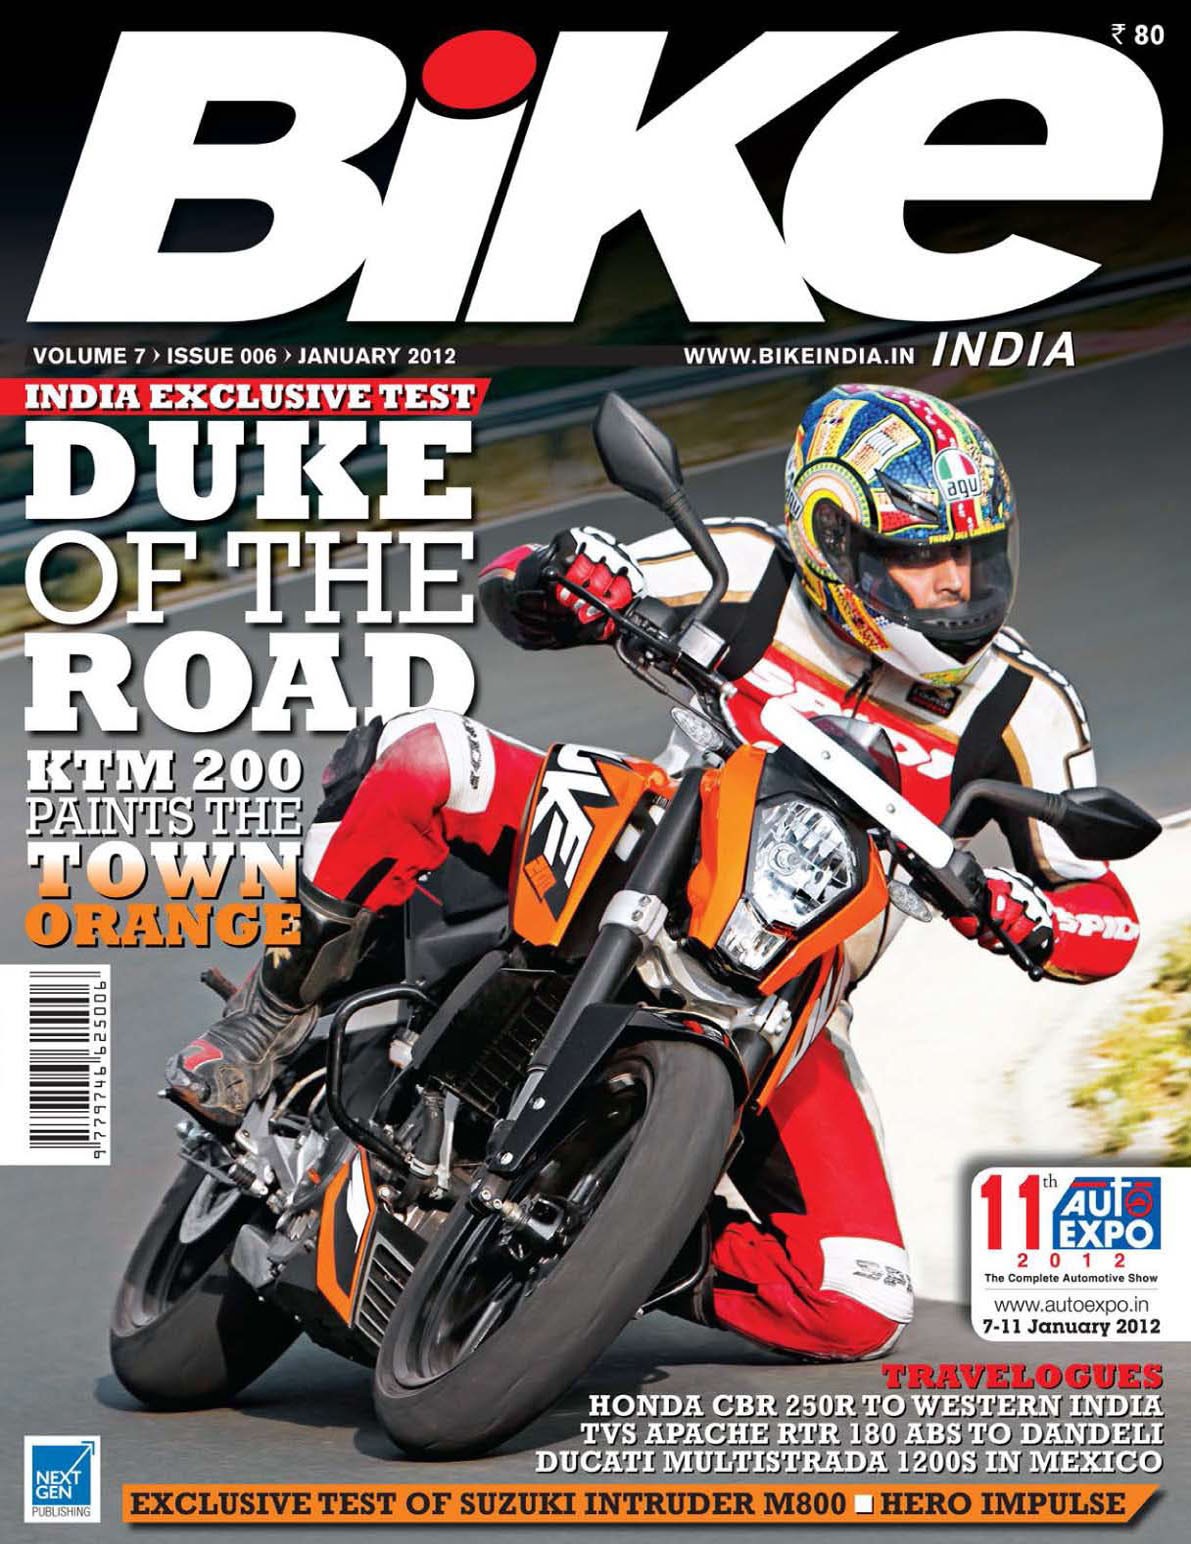 ₹ 80
BiKe
INDIA
VOLUME 7 › ISSUE 006 › JANUARY 2012
WWW.BIKEINDIA.IN
INDIA EXCLUSIVE TEST
DUKE
OF THE
ROAD
KTM 200
PAINTS THE
TOWN
ORANGE
agv
SPIDI
SPIDI
DUKE
9 779746 625006
11th AUTO
EXPO
2012
The Complete Automotive Show
www.autoexpo.in
7-11 January 2012
TRAVELOGUES
HONDA CBR 250R TO WESTERN INDIA
TVS APACHE RTR 180 ABS TO DANDELI
DUCATI MULTISTRADA 1200S IN MEXICO
NEXT
GEN
PUBLISHING
EXCLUSIVE TEST OF SUZUKI INTRUDER M800 □ HERO IMPULSE